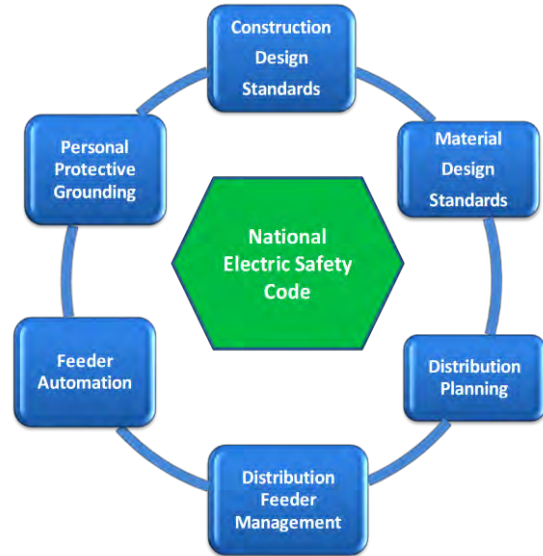 Construction
Design
Standards
Personal
Protective
Grounding
Material
Design
Standards
National
Electric Safety
Code
Feeder
Automation
Distribution
Planning
Distribution
Feeder
Management